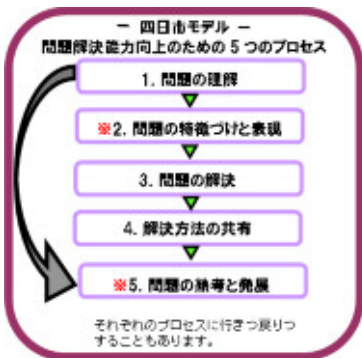 ― 四日市モデル ―
問題解決能力向上のための5つのプロセス
1. 問題の理解
※2. 問題の特徴づけと表現
3. 問題の解決
4. 解決方法の共有
※5. 問題の熟考と発展
それぞれのプロセスに行きつ戻りつ
することもあります。